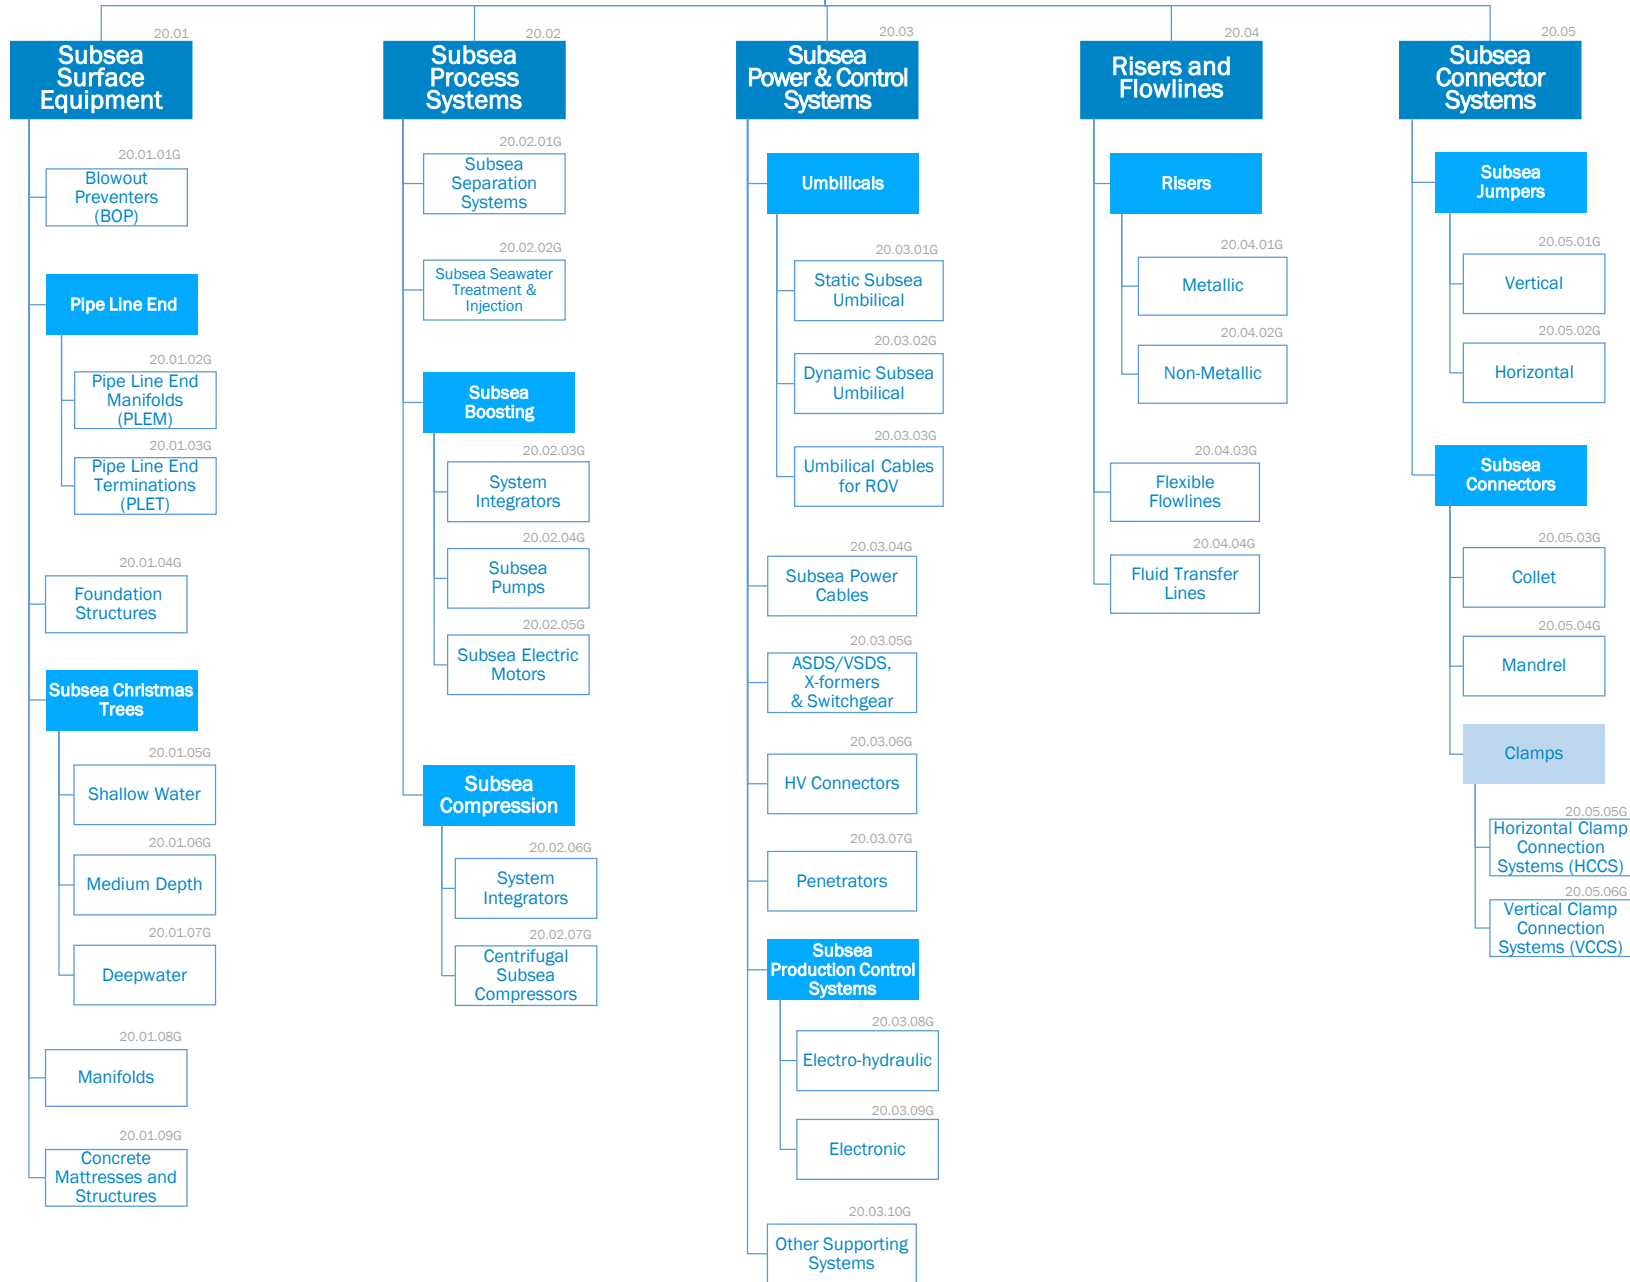 20.01
Subsea
Surface
Equipment
20.01.01G
Blowout
Preventers
(BOP)
Pipe Line End
20.01.02G
Pipe Line End
Manifolds
(PLEM)
20.01.03G
Pipe Line End
Terminations
(PLET)
20.01.04G
Foundation
Structures
Subsea Christmas
Trees
20.01.05G
Shallow Water
20.01.06G
Medium Depth
20.01.07G
Deepwater
20.01.08G
Manifolds
20.01.09G
Concrete
Mattresses and
Structures
20.02
Subsea
Process
Systems
20.02.01G
Subsea
Separation
Systems
20.02.02G
Subsea Seawater
Treatment &
Injection
Subsea
Boosting
20.02.03G
System
Integrators
20.02.04G
Subsea
Pumps
20.02.05G
Subsea Electric
Motors
Subsea
Compression
20.02.06G
System
Integrators
20.02.07G
Centrifugal
Subsea
Compressors
20.03
Subsea
Power & Control
Systems
Umbilicals
20.03.01G
Static Subsea
Umbilical
20.03.02G
Dynamic Subsea
Umbilical
20.03.03G
Umbilical Cables
for ROV
20.03.04G
Subsea Power
Cables
20.03.05G
ASDS/VSDS,
X-formers
& Switchgear
20.03.06G
HV Connectors
20.03.07G
Penetrators
Subsea
Production Control
Systems
20.03.08G
Electro-hydraulic
20.03.09G
Electronic
20.03.10G
Other Supporting
Systems
20.04
Risers and
Flowlines
Risers
20.04.01G
Metallic
20.04.02G
Non-Metallic
20.04.03G
Flexible
Flowlines
20.04.04G
Fluid Transfer
Lines
20.05
Subsea
Connector
Systems
Subsea
Jumpers
20.05.01G
Vertical
20.05.02G
Horizontal
Subsea
Connectors
20.05.03G
Collet
20.05.04G
Mandrel
Clamps
20.05.05G
Horizontal Clamp
Connection
Systems (HCCS)
20.05.06G
Vertical Clamp
Connection
Systems (VCCS)